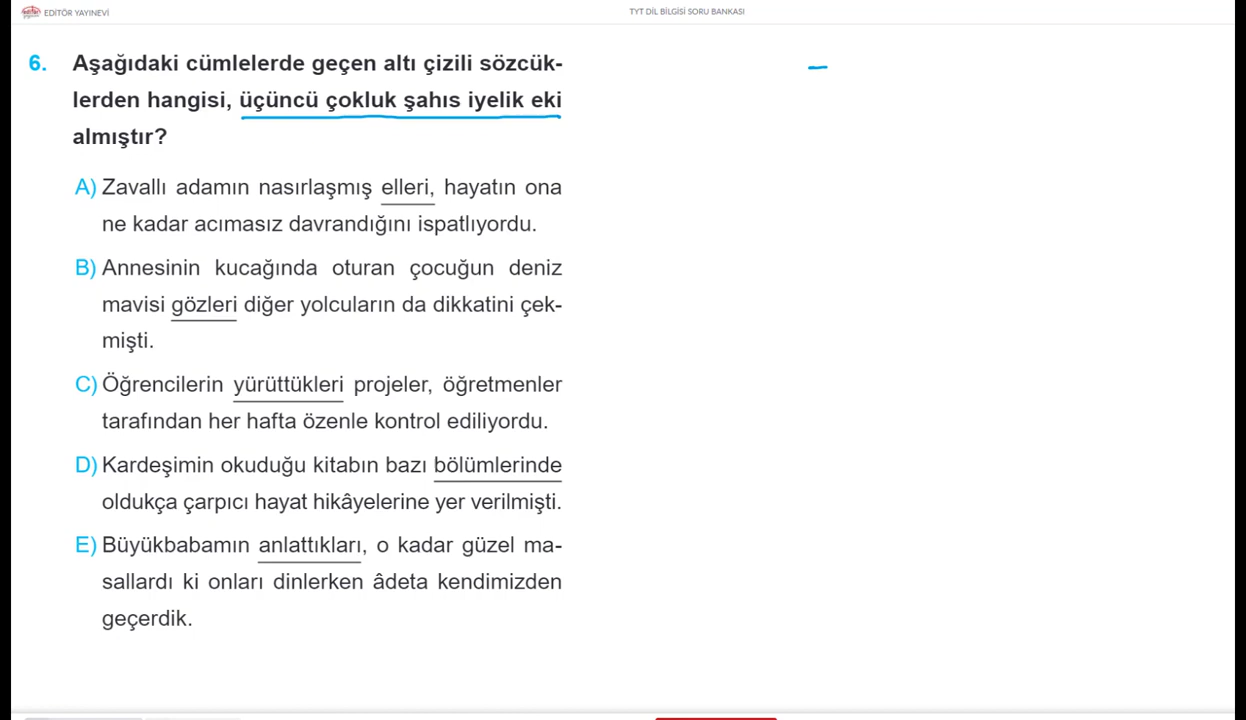 EDİTÖR YAYINEVİ
TYT DİL BİLGİSİ SORU BANKASI
6. Aşağıdaki cümlelerde geçen altı çizili sözcük-
lerden hangisi, üçüncü çokluk şahıs iyelik eki
almıştır?
A) Zavallı adamın nasırlaşmış elleri, hayatın ona
ne kadar acımasız davrandığını ispatlıyordu.
B) Annesinin kucağında oturan çocuğun deniz
mavisi gözleri diğer yolcuların da dikkatini çek-
mişti.
C) Öğrencilerin yürüttükleri projeler, öğretmenler
tarafından her hafta özenle kontrol ediliyordu.
D) Kardeşimin okuduğu kitabın bazı bölümlerinde
oldukça çarpıcı hayat hikâyelerine yer verilmişti.
E) Büyükbabamın anlattıkları, o kadar güzel ma-
sallardı ki onları dinlerken âdeta kendimizden
geçerdik.